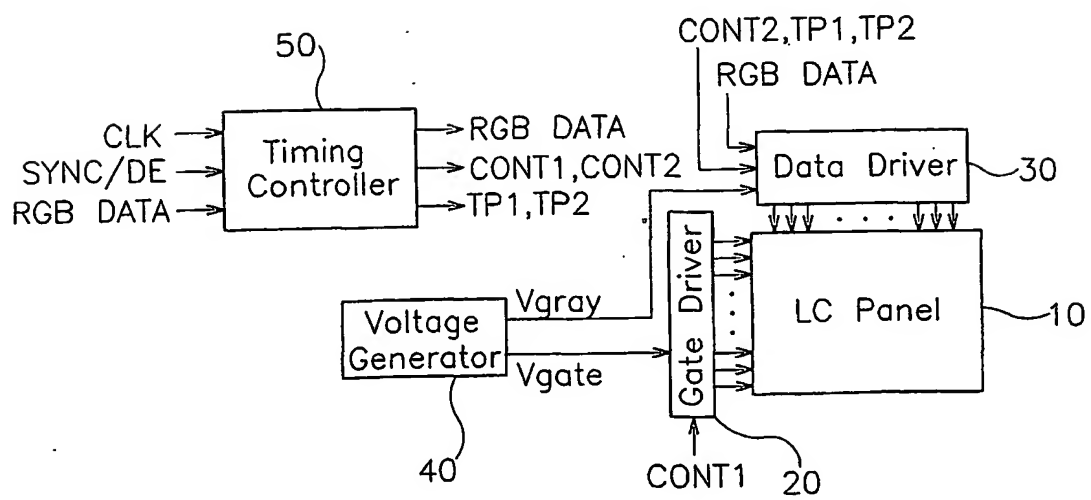 50
CLK
SYNC/DE
RGB DATA
Timing
Controller
RGB DATA
CONT1,CONT2
TP1,TP2
CONT2,TP1,TP2
RGB DATA
Data Driver
30
Gate Driver
LC Panel
10
Voltage
Generator
Vgray
Vgate
40
20
CONT1